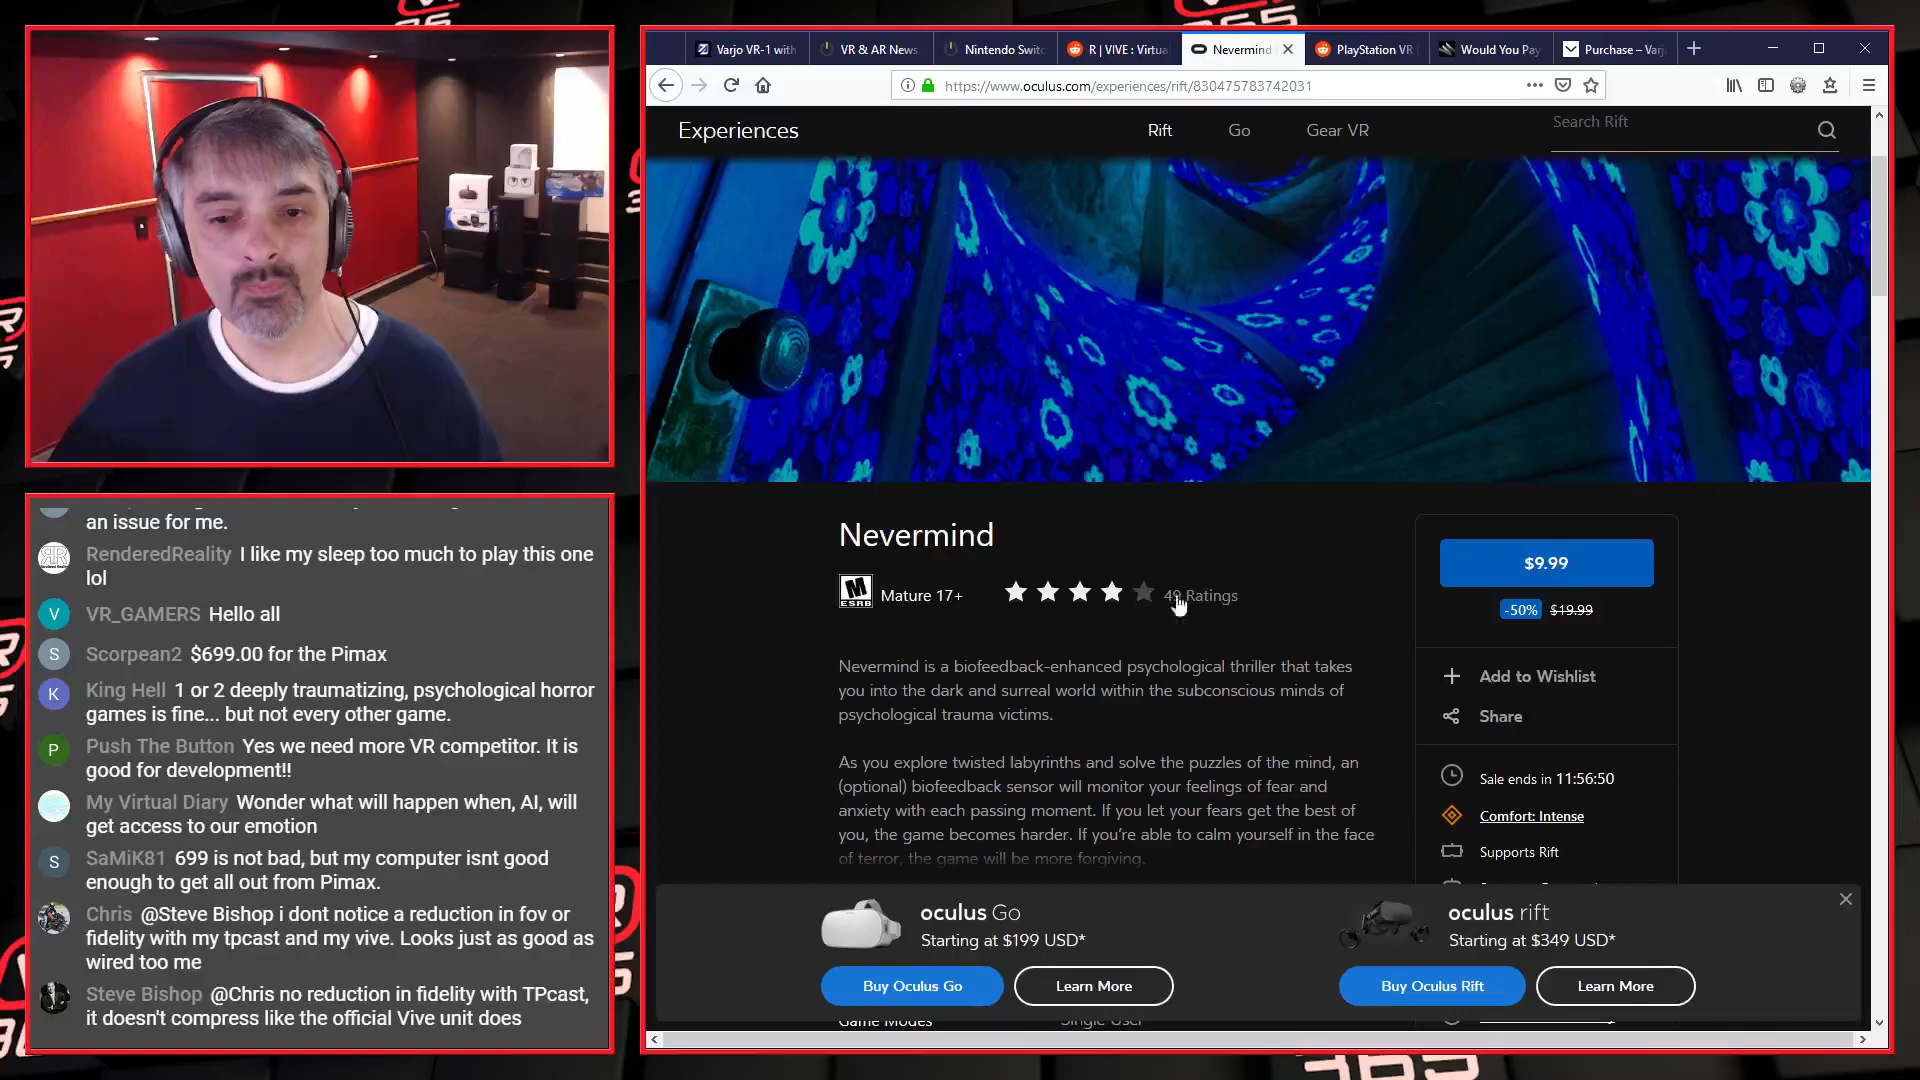 Varjo VR-1 with
VR & AR News
Nintendo Swit
R | VIVE : Virtua
Nevermind
PlayStation VR
Would You Pay
Purchase – Varj
https://www.oculus.com/experiences/rift/830475783742031
Experiences
Rift
Go
Gear VR
Search Rift
Nevermind
M
ESRB
Mature 17+
49 Ratings
$9.99
-50% $19.99
Nevermind is a biofeedback-enhanced psychological thriller that takes
you into the dark and surreal world within the subconscious minds of
psychological trauma victims.
As you explore twisted labyrinths and solve the puzzles of the mind, an
(optional) biofeedback sensor will monitor your feelings of fear and
anxiety with each passing moment. If you let your fears get the best of
you, the game becomes harder. If you're able to calm yourself in the face
of terror, the game will be more forgiving.
Add to Wishlist
Share
Sale ends in 11:56:50
Comfort: Intense
Supports Rift
oculus Go
Starting at $199 USD*
Buy Oculus Go
Learn More
oculus rift
Starting at $349 USD*
Buy Oculus Rift
Learn More
Game Modes
Single User
an issue for me.
RenderedReality I like my sleep too much to play this one
lol
V
VR_GAMERS Hello all
S
Scorpean2 $699.00 for the Pimax
K
King Hell 1 or 2 deeply traumatizing, psychological horror
games is fine... but not every other game.
P
Push The Button Yes we need more VR competitor. It is
good for development!!
My Virtual Diary Wonder what will happen when, AI, will
get access to our emotion
S
SaMiK81 699 is not bad, but my computer isnt good
enough to get all out from Pimax.
Chris @Steve Bishop i dont notice a reduction in fov or
fidelity with my tpcast and my vive. Looks just as good as
wired too me
Steve Bishop @Chris no reduction in fidelity with TPcast,
it doesn't compress like the official Vive unit does